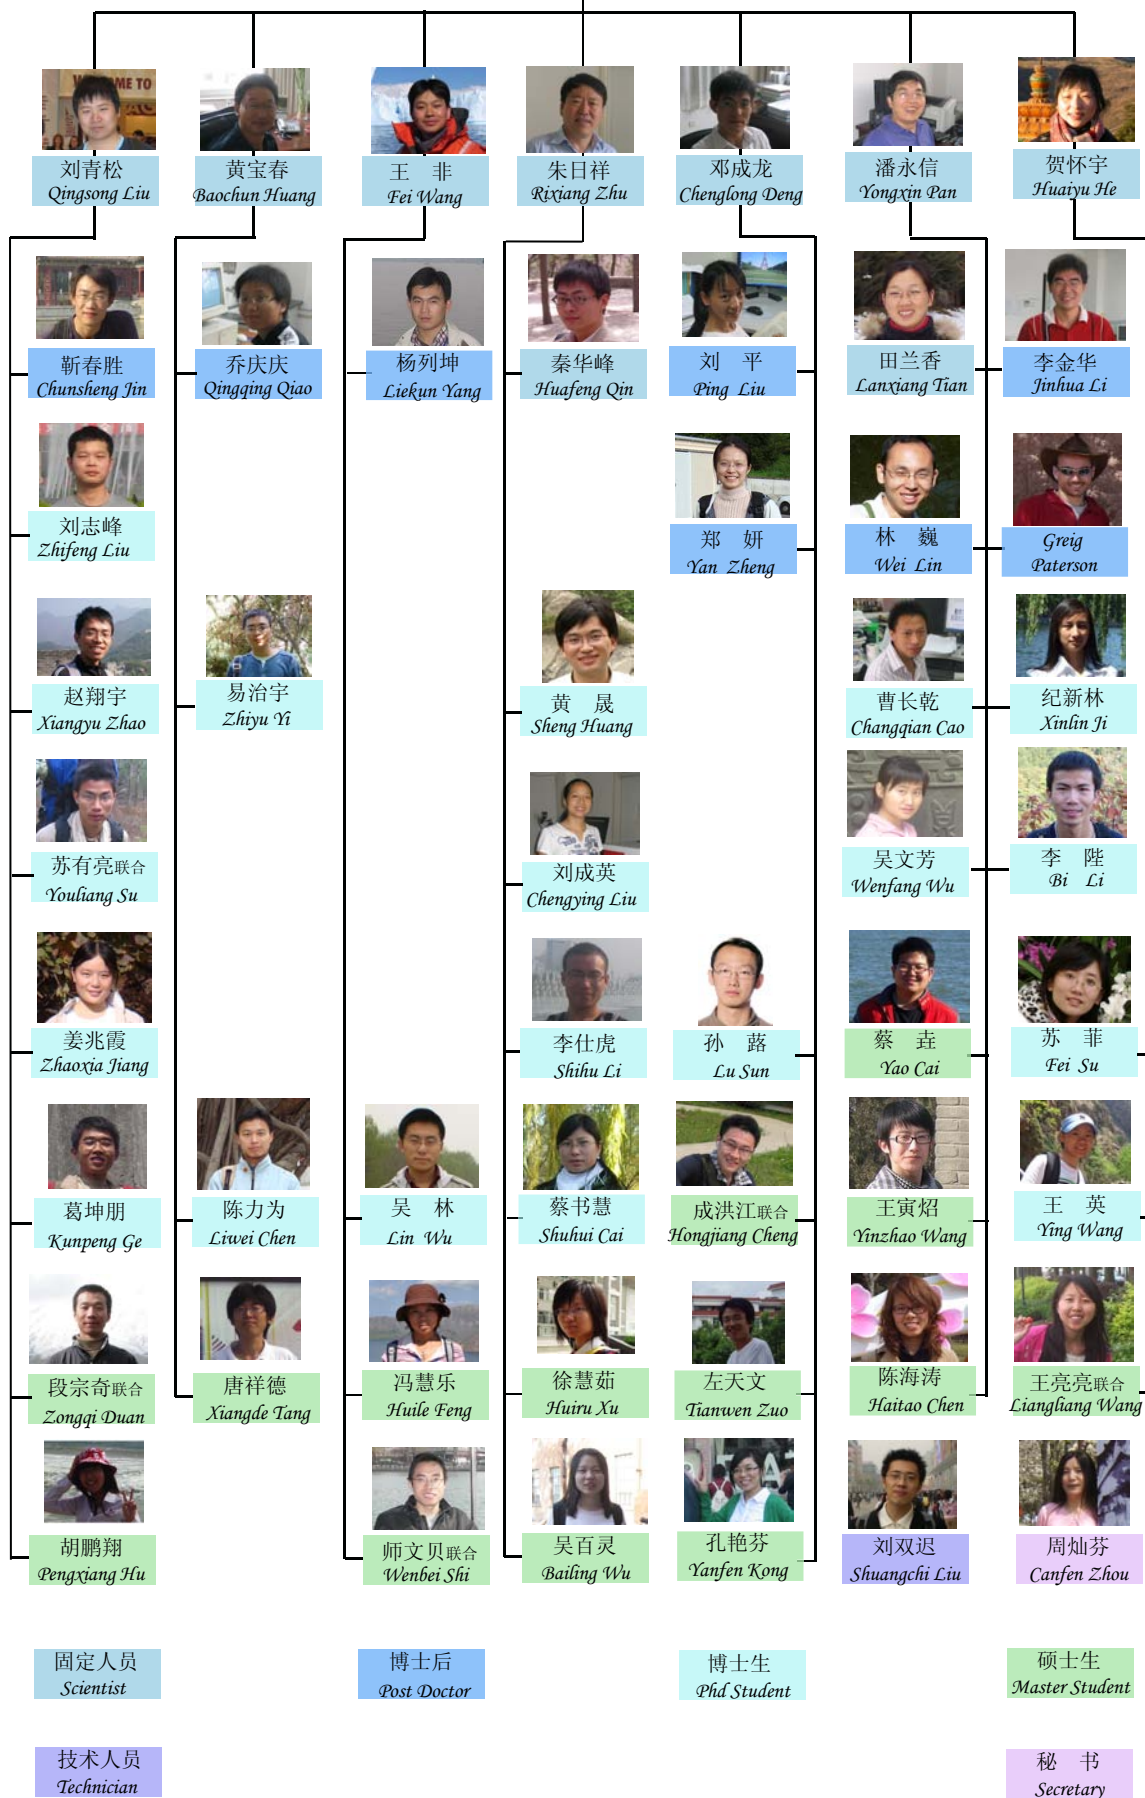 WELCOME TO
刘青松
Qingsong Liu
黄宝春
Baochun Huang
王 非
Fei Wang
朱日祥
Rixiang Zhu
邓成龙
Chenglong Deng
潘永信
Yongxin Pan
贺怀宇
Huaiyu He
靳春胜
Chunsheng Jin
乔庆庆
Qingqing Qiao
杨列坤
Liekun Yang
秦华峰
Huafeng Qin
刘 平
Ping Liu
田兰香
Lanxiang Tian
李金华
Jinhua Li
刘志峰
Zhifeng Liu
郑 妍
Yan Zheng
林 巍
Wei Lin
Greig
Paterson
赵翔宇
Xiangyu Zhao
易治宇
Zhiyu Yi
黄 晟
Sheng Huang
曹长乾
Changqian Cao
纪新林
Xinlin Ji
苏有亮联合
Youliang Su
刘成英
Chengying Liu
吴文芳
Wenfang Wu
李 陛
Bi Li
姜兆霞
Zhaoxia Jiang
李仕虎
Shihu Li
孙 蕗
Lu Sun
蔡 垚
Yao Cai
苏 菲
Fei Su
葛坤朋
Kunpeng Ge
陈力为
Liwei Chen
吴 林
Lin Wu
蔡书慧
Shuhui Cai
成洪江联合
Hongjiang Cheng
王寅炤
Yinzhao Wang
王 英
Ying Wang
段宗奇联合
Zongqi Duan
唐祥德
Xiangde Tang
冯慧乐
Huile Feng
徐慧茹
Huiru Xu
左天文
Tianwen Zuo
陈海涛
Haitao Chen
王亮亮联合
Liangliang Wang
胡鹏翔
Pengxiang Hu
师文贝联合
Wenbei Shi
吴百灵
Bailing Wu
孔艳芬
Yanfen Kong
刘双迟
Shuangchi Liu
周灿芬
Canfen Zhou
固定人员
Scientist
博士后
Post Doctor
博士生
Phd Student
硕士生
Master Student
技术人员
Technician
秘 书
Secretary